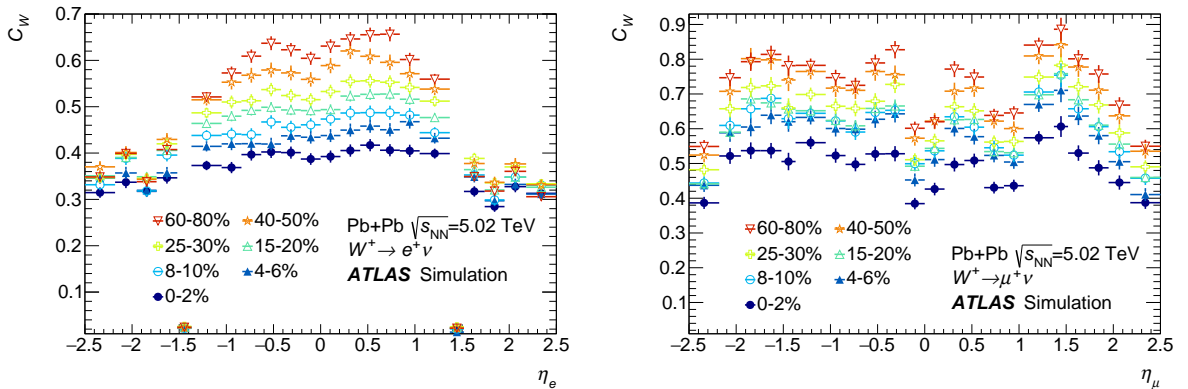 C_W
0.7
0.6
0.5
0.4
0.3
0.2
0.1
60-80% 40-50%
25-30% 15-20%
8-10% 4-6%
0-2%
Pb+Pb √s_NN=5.02 TeV
W⁺→ e⁺ν
ATLAS Simulation
−2.5 −2 −1.5 −1 −0.5 0 0.5 1 1.5 2 2.5
η_e
C_W
0.9
0.8
0.7
0.6
0.5
0.4
0.3
0.2
0.1
60-80% 40-50%
25-30% 15-20%
8-10% 4-6%
0-2%
Pb+Pb √s_NN=5.02 TeV
W⁺→μ⁺ν
ATLAS Simulation
−2.5 −2 −1.5 −1 −0.5 0 0.5 1 1.5 2 2.5
η_μ